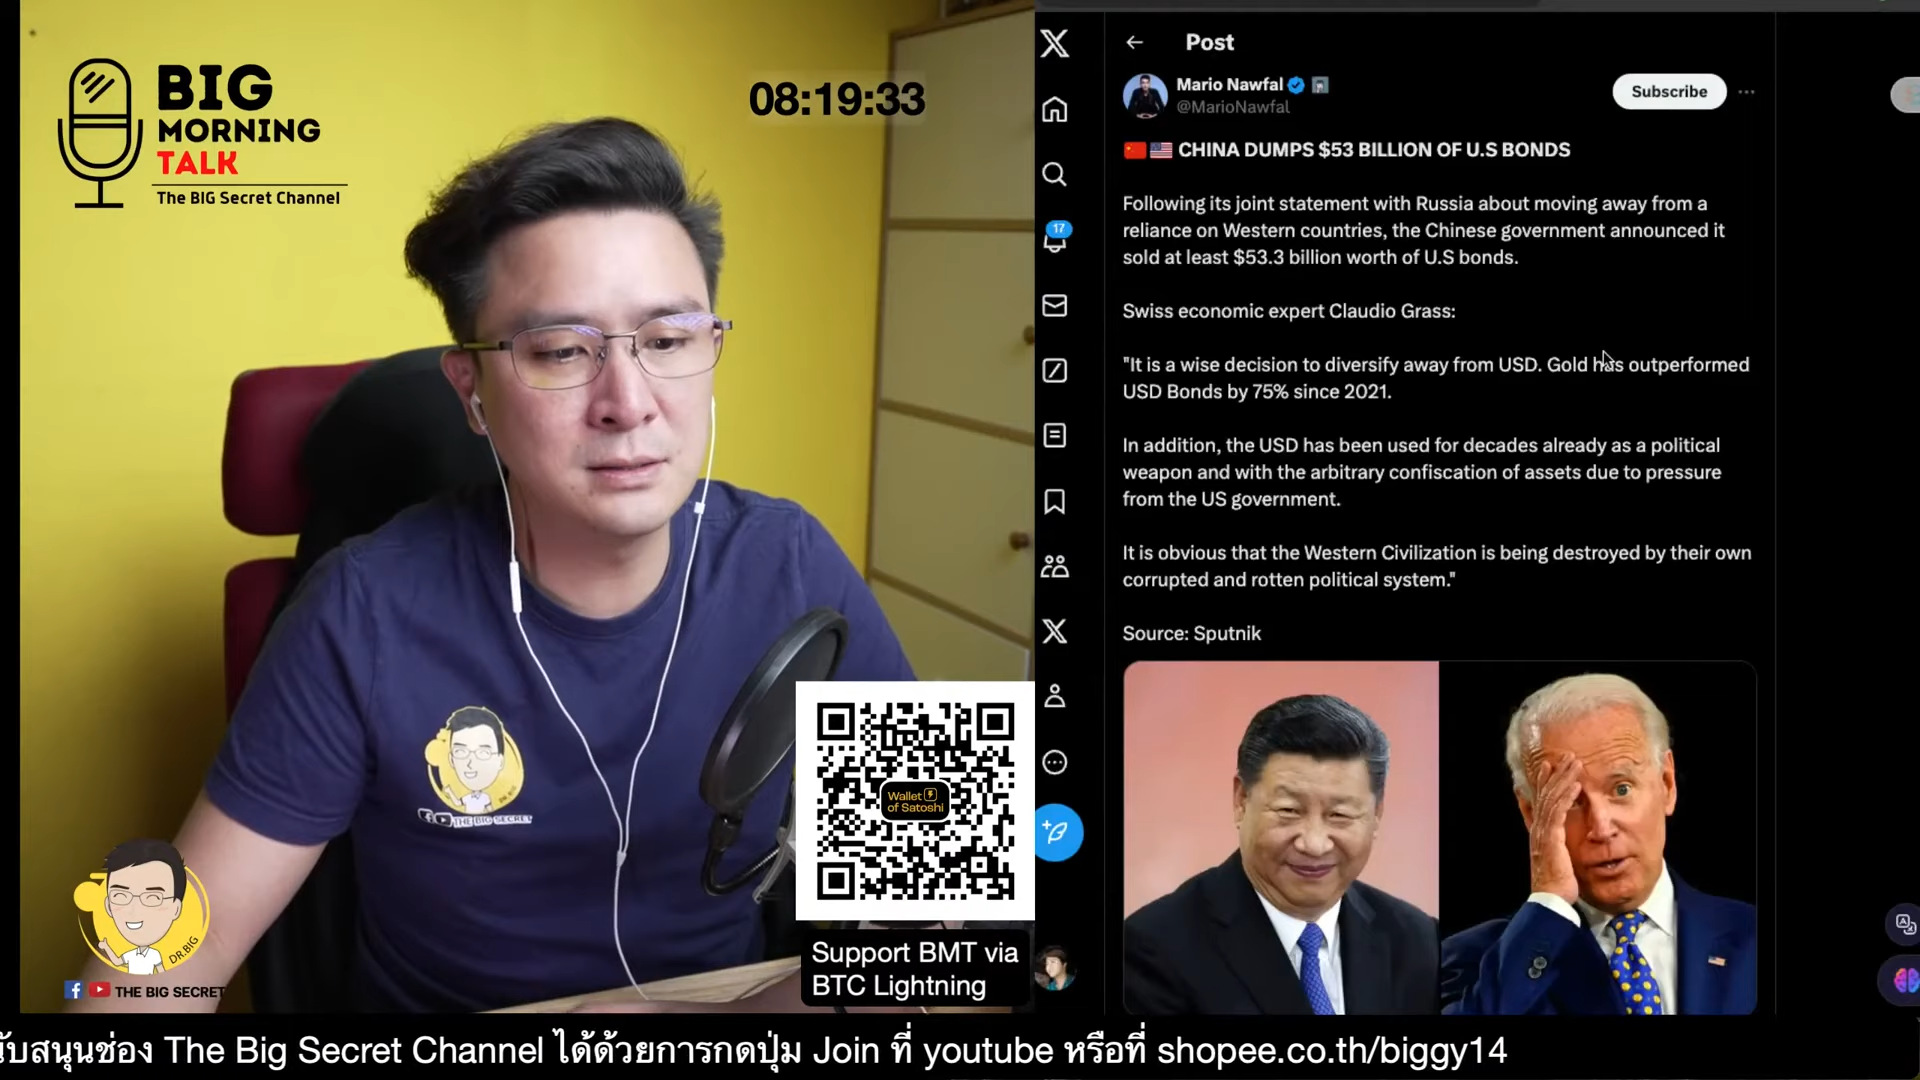 BIG
MORNING
TALK
The BIG Secret Channel
08:19:33
DR.BIG
THE BIG SECRET
THE BIG SECRET
Wallet
of Satoshi
Support BMT via
BTC Lightning
17
Post
Mario Nawfal
@MarioNawfal
Subscribe
CHINA DUMPS $53 BILLION OF U.S BONDS
Following its joint statement with Russia about moving away from a
reliance on Western countries, the Chinese government announced it
sold at least $53.3 billion worth of U.S bonds.
Swiss economic expert Claudio Grass:
"It is a wise decision to diversify away from USD. Gold has outperformed
USD Bonds by 75% since 2021.
In addition, the USD has been used for decades already as a political
weapon and with the arbitrary confiscation of assets due to pressure
from the US government.
It is obvious that the Western Civilization is being destroyed by their own
corrupted and rotten political system."
Source: Sputnik
ช่อง The Big Secret Channel ได้ด้วยการกดปุ่ม Join ที่ youtube หรือที่ shopee.co.th/biggy14